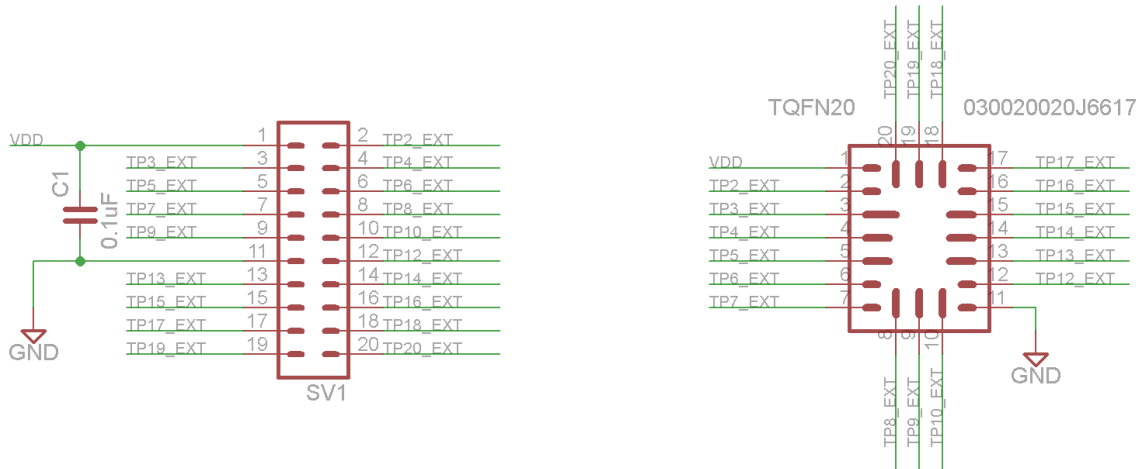 TP20_EXT
TP19_EXT
TP18_EXT
TQFN20
030020020J6617
VDD 1 2 TP2_EXT
TP3_EXT 3 4 TP4_EXT
TP5_EXT 5 6 TP6_EXT
TP7_EXT 7 8 TP8_EXT
TP9_EXT 9 10 TP10_EXT
11 12 TP12_EXT
TP13_EXT 13 14 TP14_EXT
TP15_EXT 15 16 TP16_EXT
TP17_EXT 17 18 TP18_EXT
TP19_EXT 19 20 TP20_EXT
C1
0.1uF
GND
SV1
20
19
18
VDD 1 17 TP17_EXT
TP2_EXT 2 16 TP16_EXT
TP3_EXT 3 15 TP15_EXT
TP4_EXT 4 14 TP14_EXT
TP5_EXT 5 13 TP13_EXT
TP6_EXT 6 12 TP12_EXT
TP7_EXT 7 11
8
9
10
GND
TP8_EXT
TP9_EXT
TP10_EXT